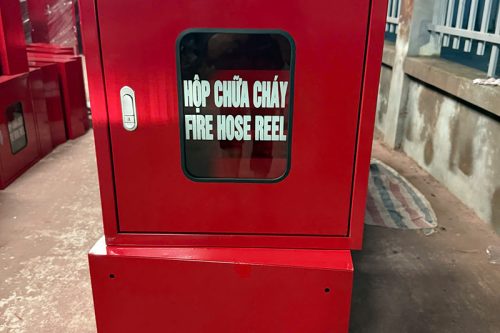 HỘP CHỮA CHÁY
FIRE HOSE REEL